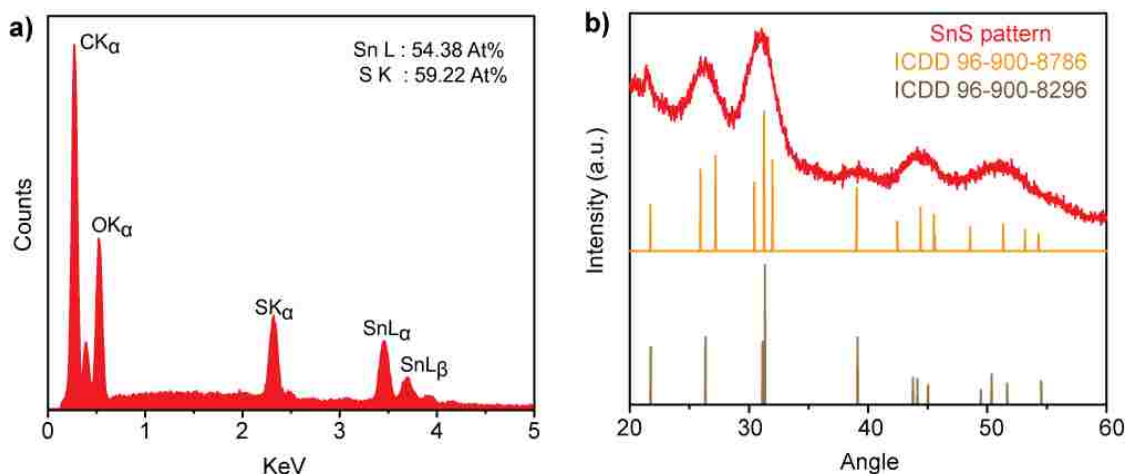 a)
CKα
OKα
SKα
SnLα
SnLβ
Sn L : 54.38 At%
S K : 59.22 At%
Counts
0 1 2 3 4 5
KeV
b)
SnS pattern
ICDD 96-900-8786
ICDD 96-900-8296
Intensity (a.u.)
20 30 40 50 60
Angle